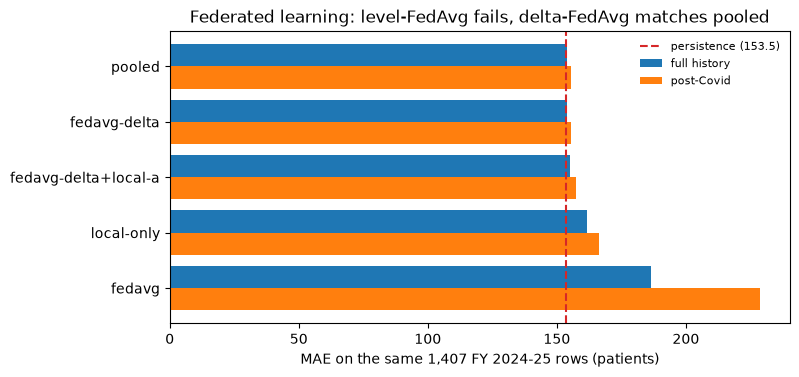 Federated learning: level-FedAvg fails, delta-FedAvg matches pooled
persistence (153.5)
full history
post-Covid
pooled
fedavg-delta
fedavg-delta+local-a
local-only
fedavg
0 50 100 150 200
MAE on the same 1,407 FY 2024-25 rows (patients)